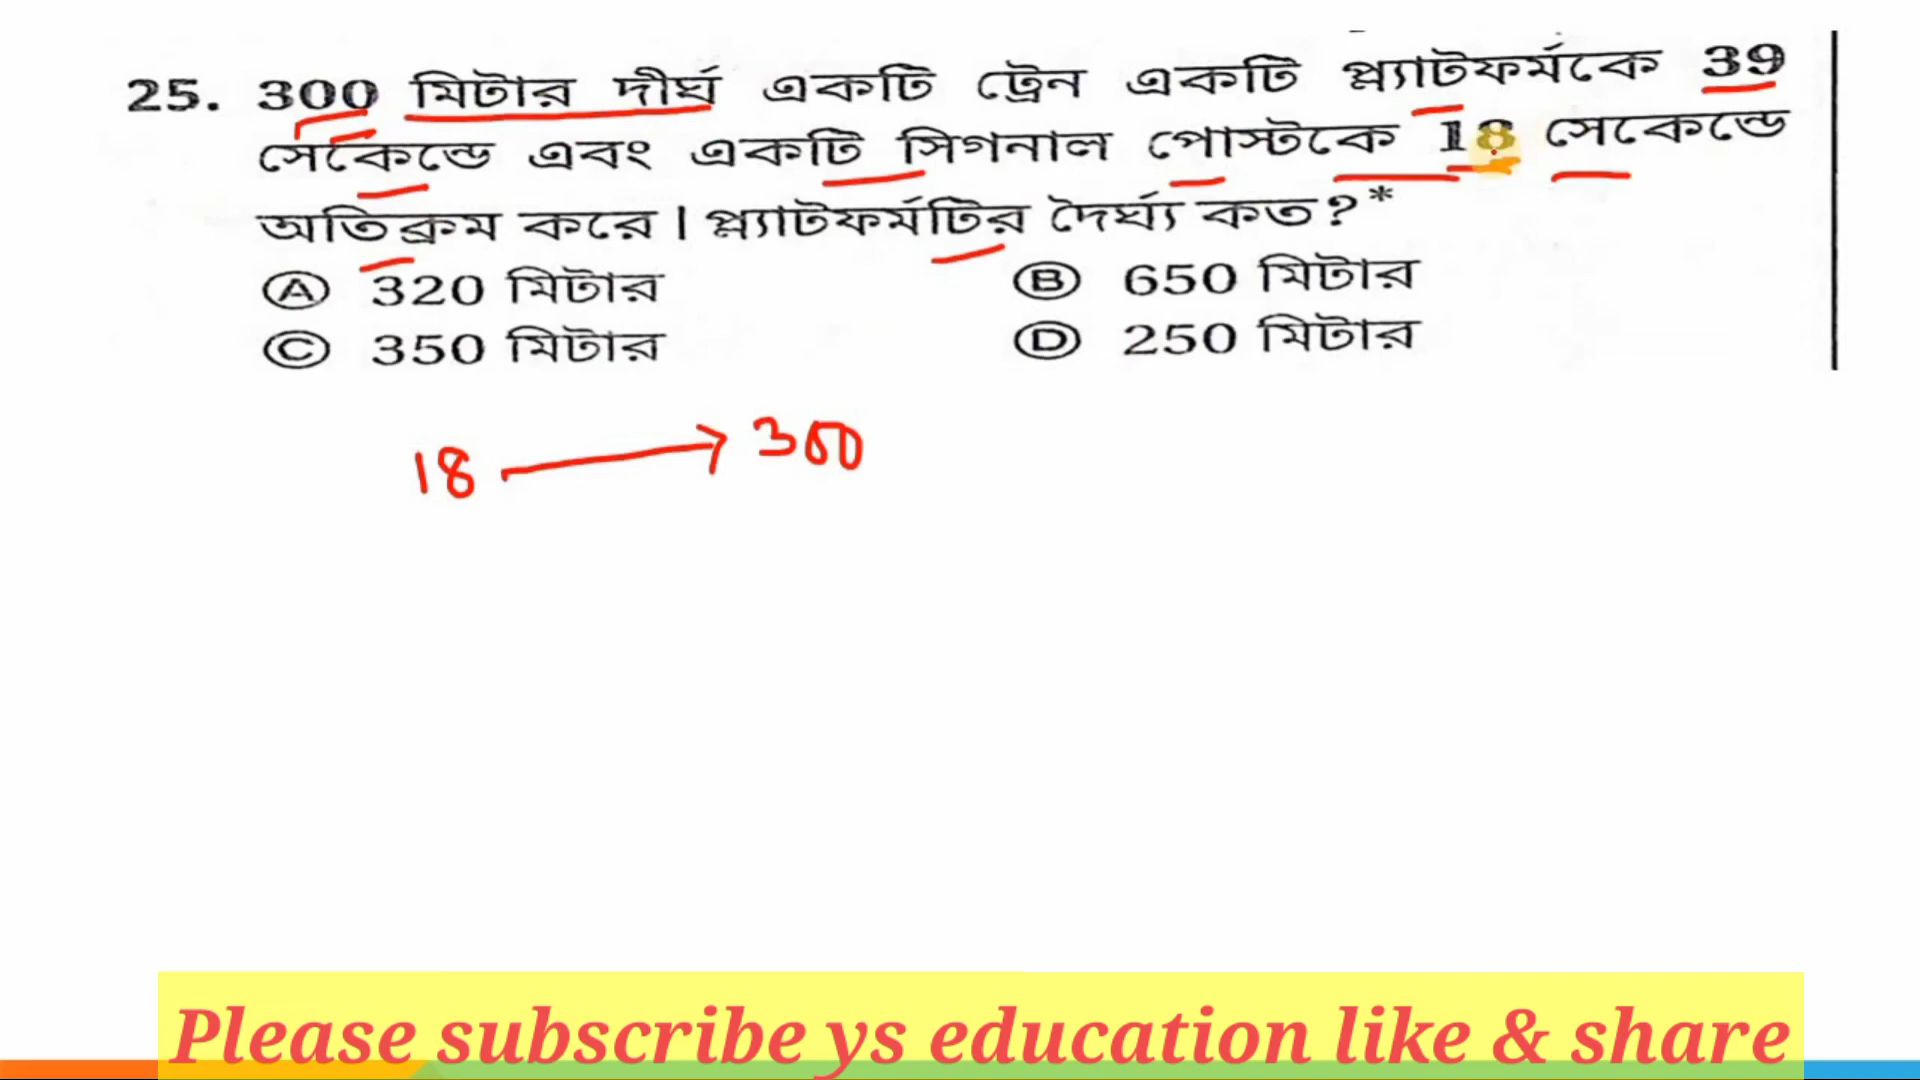 25. 300 মিটার দীর্ঘ একটি ট্রেন একটি প্ল্যাটফর্মকে 39
সেকেন্ডে এবং একটি সিগনাল পোস্টকে 18 সেকেন্ডে
অতিক্রম করে। প্ল্যাটফর্মটির দৈর্ঘ্য কত?*
A 320 মিটার B 650 মিটার
C 350 মিটার D 250 মিটার
18 → 300
Please subscribe ys education like & share